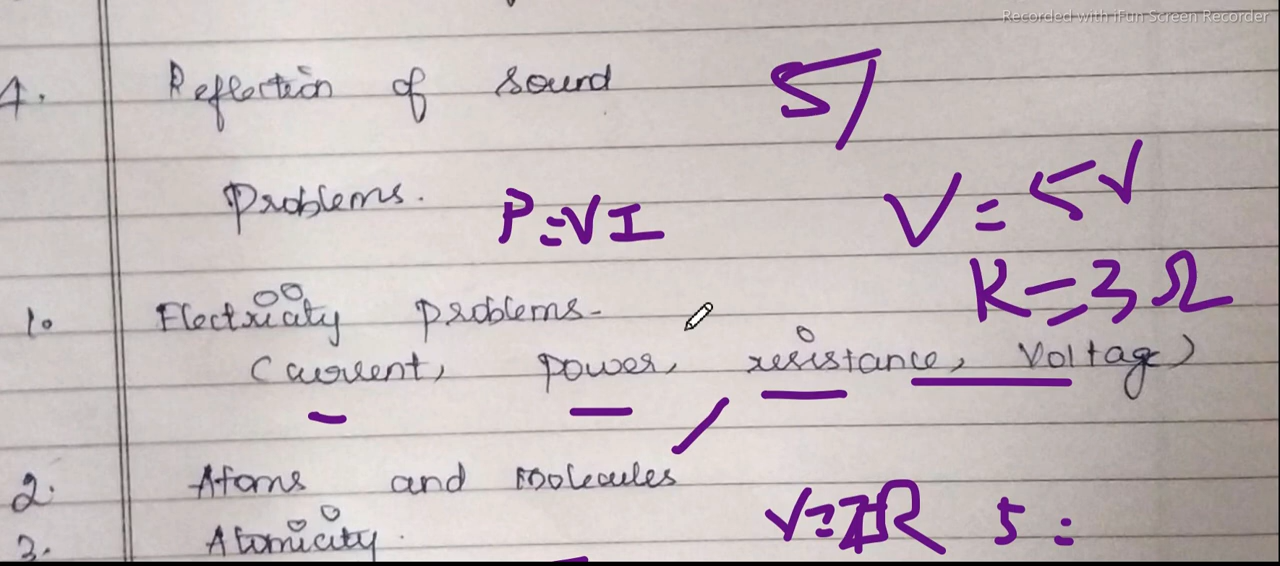 Recorded with iFun Screen Recorder
4. Reflection of sound
Problems.
P=VI
V = 5V
R=3Ω
1. Electricity problems-
(current, power, resistance, Voltage)
2. Atoms and molecules
V=IR 5 =
3. Atomicity.